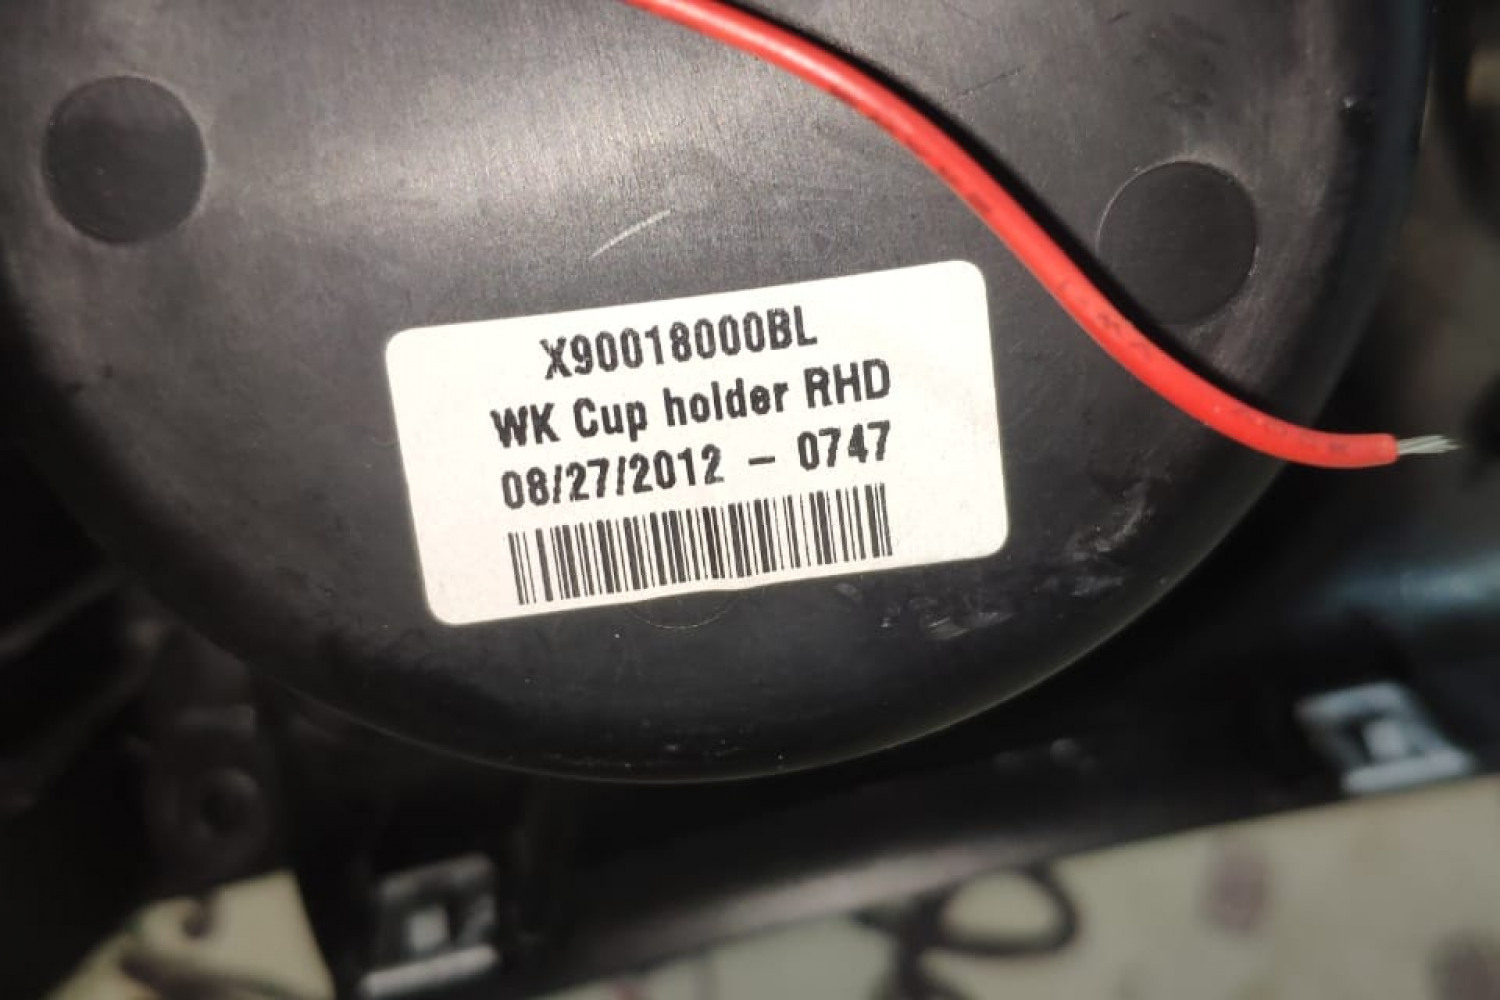 X90018000BL
WK Cup holder RHD
08/27/2012 – 0747